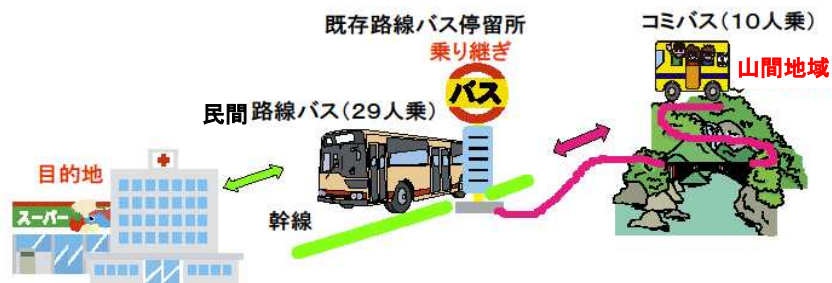 既存路線バス停留所
乗り継ぎ
バス
コミバス(10人乗)
山間地域
民間路線バス(29人乗)
目的地
スーパー
幹線